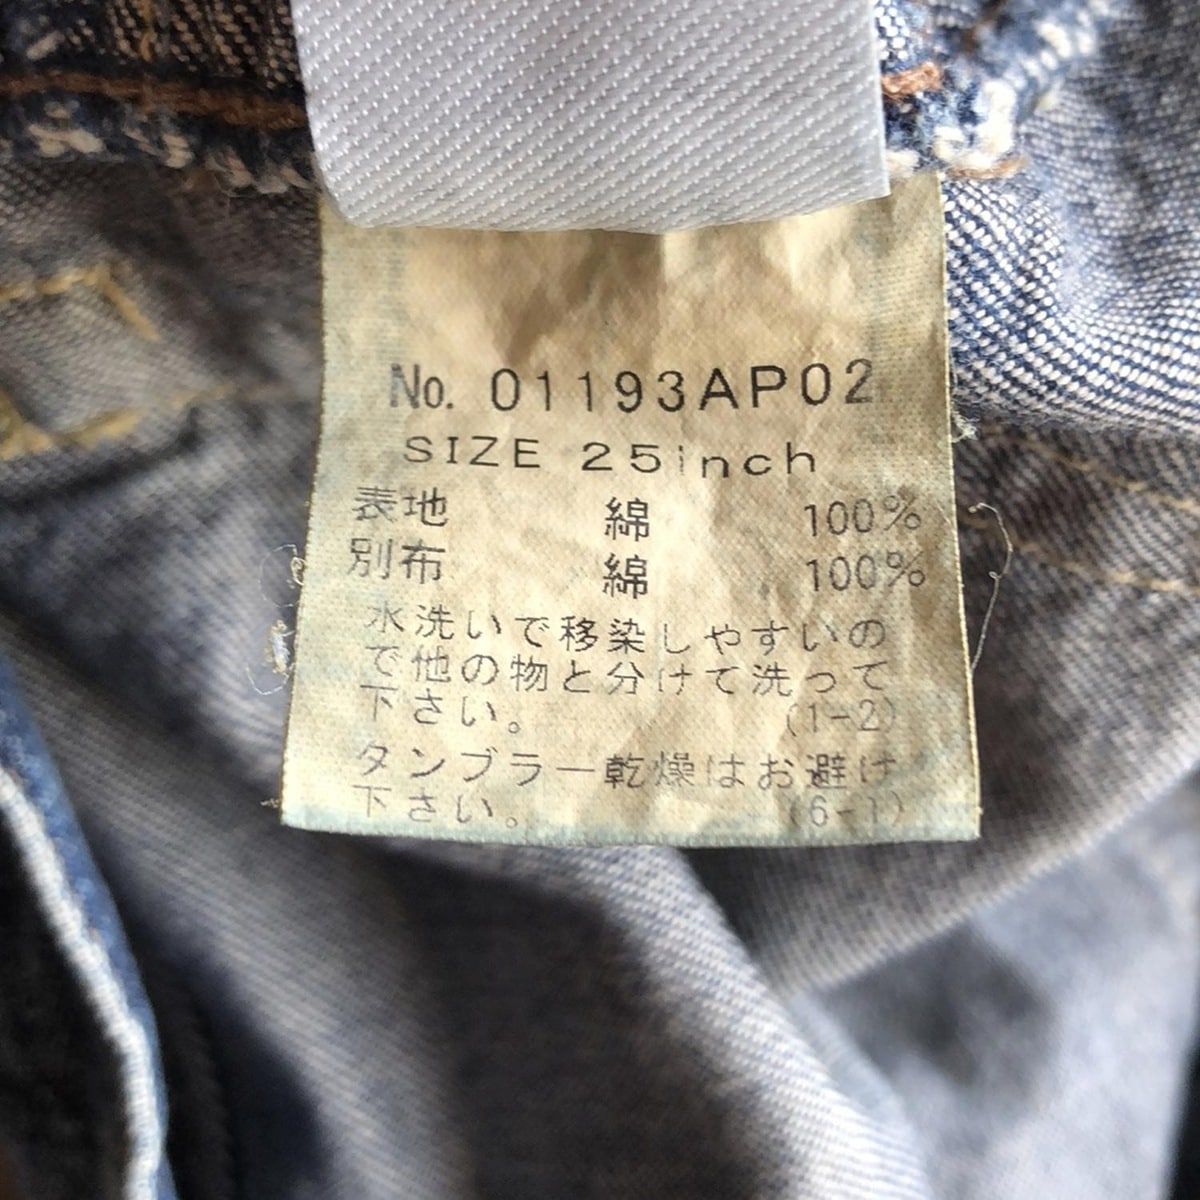 No. 01193AP02
SIZE 25inch
表地 綿 100%
別布 綿 100%
水洗いで移染しやすいの
で他の物と分けて洗って
下さい。 (1-2)
タンブラー乾燥はお避け
下さい。 (6-1)